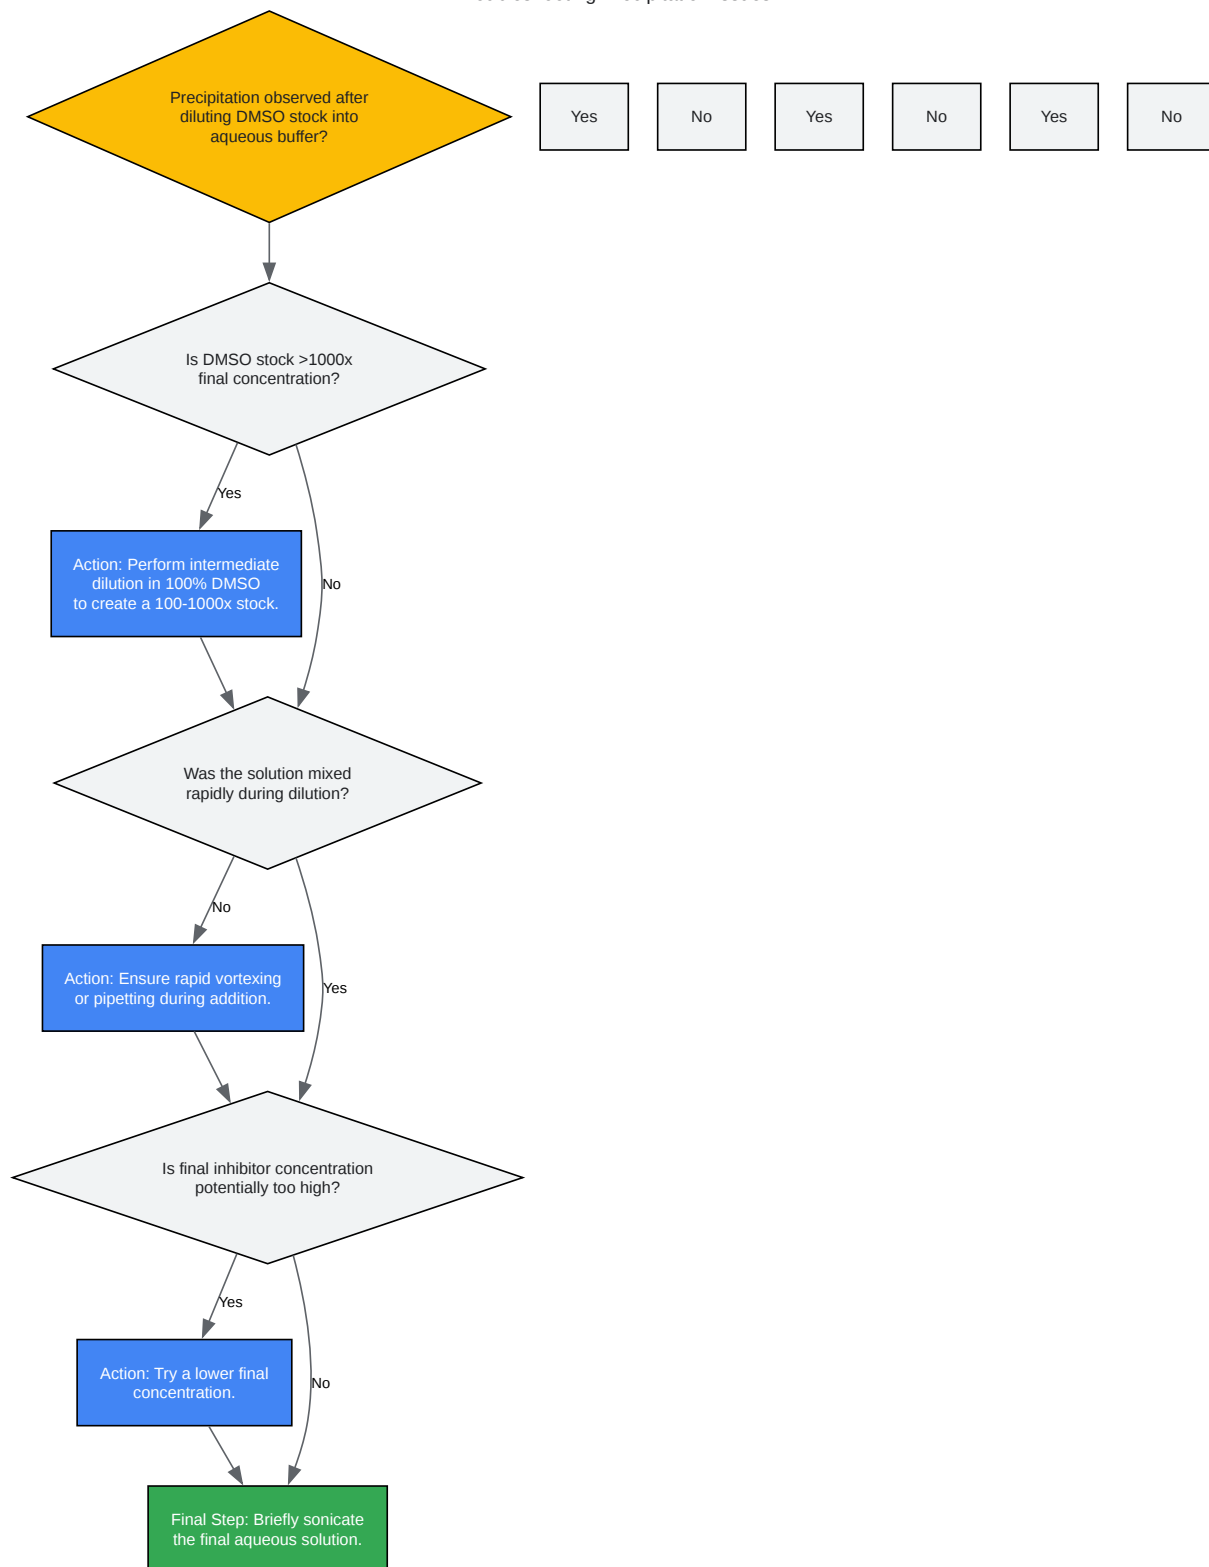 Precipitation observed after
diluting DMSO stock into
aqueous buffer?
Yes
No
Yes
No
Yes
No
Is DMSO stock >1000x
final concentration?
Yes
Action: Perform intermediate
dilution in 100% DMSO
to create a 100-1000x stock.
No
Was the solution mixed
rapidly during dilution?
No
Action: Ensure rapid vortexing
or pipetting during addition.
Yes
Is final inhibitor concentration
potentially too high?
Yes
Action: Try a lower final
concentration.
No
Final Step: Briefly sonicate
the final aqueous solution.